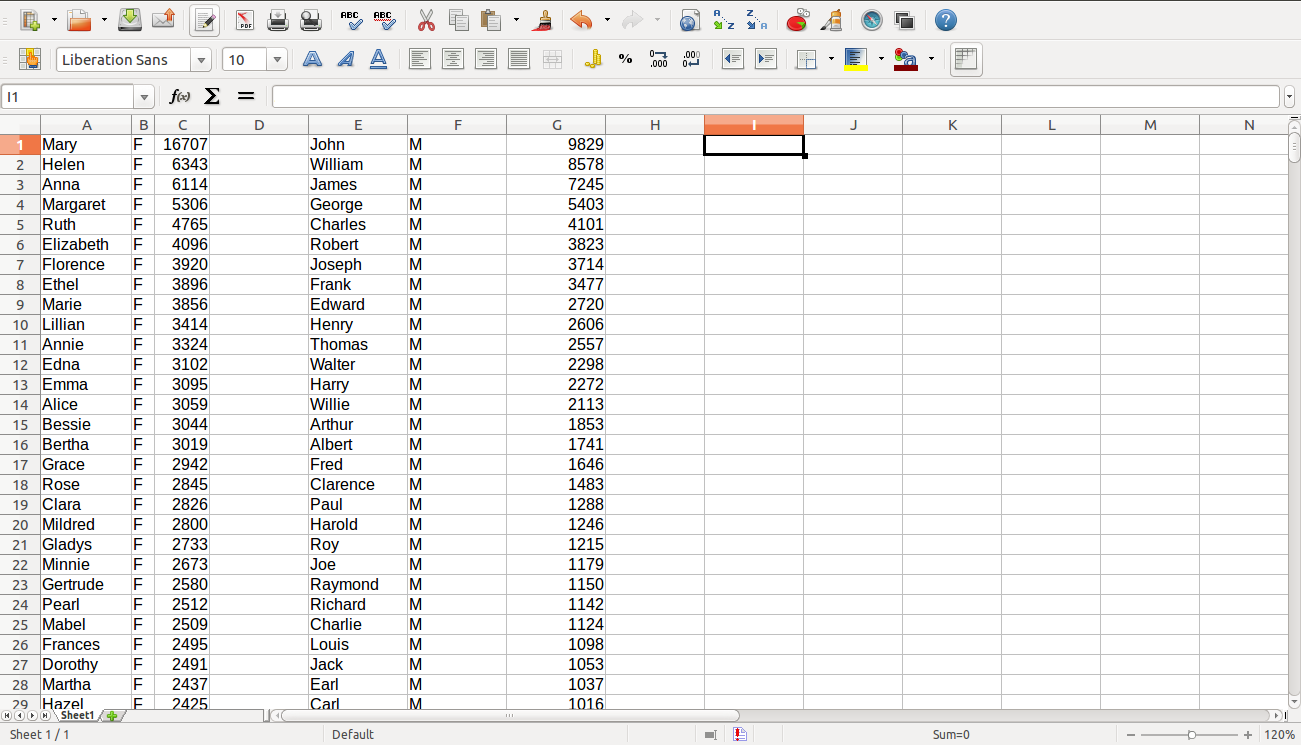 ABC ABC
Liberation Sans 10 %
I1 f(x) Σ =
A B C D E F G H I J K L M N
1 Mary F 16707 John M 9829
2 Helen F 6343 William M 8578
3 Anna F 6114 James M 7245
4 Margaret F 5306 George M 5403
5 Ruth F 4765 Charles M 4101
6 Elizabeth F 4096 Robert M 3823
7 Florence F 3920 Joseph M 3714
8 Ethel F 3896 Frank M 3477
9 Marie F 3856 Edward M 2720
10 Lillian F 3414 Henry M 2606
11 Annie F 3324 Thomas M 2557
12 Edna F 3102 Walter M 2298
13 Emma F 3095 Harry M 2272
14 Alice F 3059 Willie M 2113
15 Bessie F 3044 Arthur M 1853
16 Bertha F 3019 Albert M 1741
17 Grace F 2942 Fred M 1646
18 Rose F 2845 Clarence M 1483
19 Clara F 2826 Paul M 1288
20 Mildred F 2800 Harold M 1246
21 Gladys F 2733 Roy M 1215
22 Minnie F 2673 Joe M 1179
23 Gertrude F 2580 Raymond M 1150
24 Pearl F 2512 Richard M 1142
25 Mabel F 2509 Charlie M 1124
26 Frances F 2495 Louis M 1098
27 Dorothy F 2491 Jack M 1053
28 Martha F 2437 Earl M 1037
29 Hazel F 2425 Carl M 1016
Sheet1
Sheet 1 / 1 Default Sum=0 120%